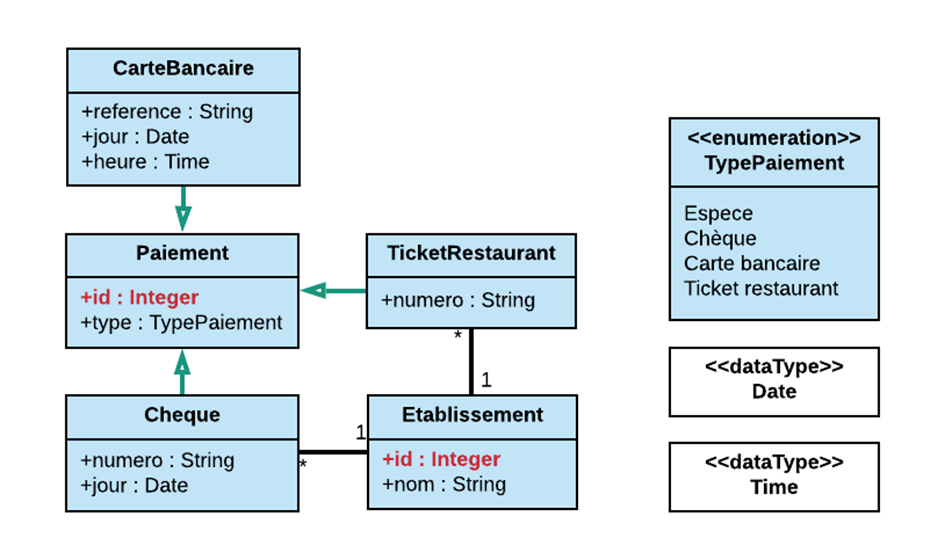 CarteBancaire
+reference : String
+jour : Date
+heure : Time
<<enumeration>>
TypePaiement
Espece
Chèque
Carte bancaire
Ticket restaurant
Paiement
+id : Integer
+type : TypePaiement
TicketRestaurant
+numero : String
*
1
<<dataType>>
Date
Cheque
+numero : String
+jour : Date
1
*
Etablissement
+id : Integer
+nom : String
<<dataType>>
Time